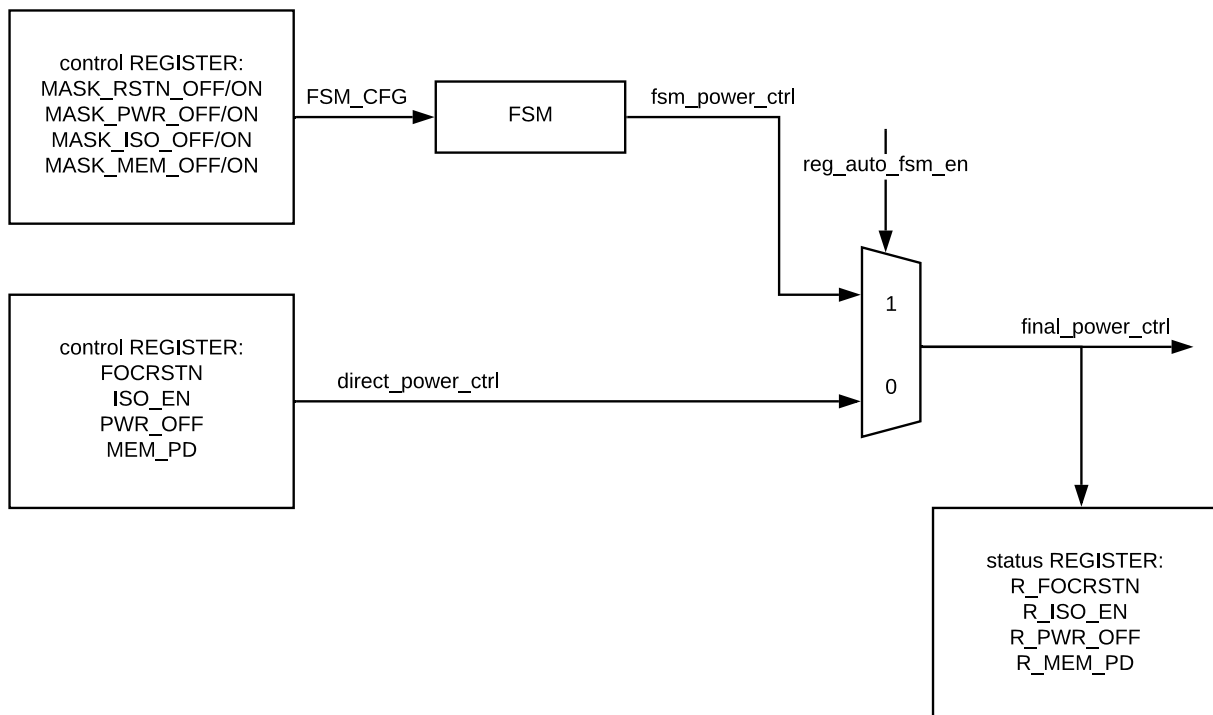 control REGISTER:
MASK_RSTN_OFF/ON
MASK_PWR_OFF/ON
MASK_ISO_OFF/ON
MASK_MEM_OFF/ON
FSM_CFG
FSM
fsm_power_ctrl
reg_auto_fsm_en
control REGISTER:
FOCRSTN
ISO_EN
PWR_OFF
MEM_PD
direct_power_ctrl
1
0
final_power_ctrl
status REGISTER:
R_FOCRSTN
R_ISO_EN
R_PWR_OFF
R_MEM_PD